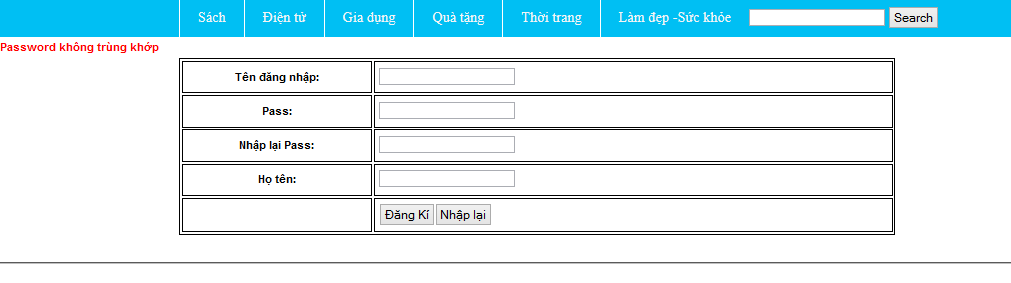 Sách Điện tử Gia dụng Quà tặng Thời trang Làm đẹp -Sức khỏe Search
Password không trùng khớp
Tên đăng nhập:
Pass:
Nhập lại Pass:
Họ tên:
Đăng Kí Nhập lại